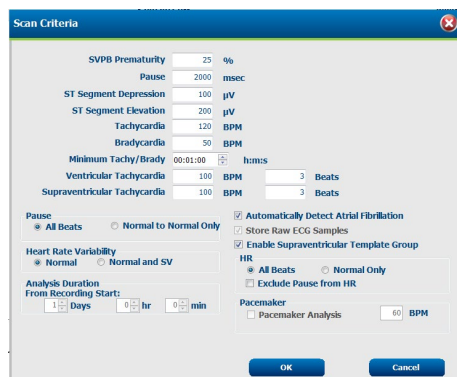 Scan Criteria
SVPB Prematurity 25 %
Pause 2000 msec
ST Segment Depression 100 µV
ST Segment Elevation 200 µV
Tachycardia 120 BPM
Bradycardia 50 BPM
Minimum Tachy/Brady 00:01:00 h:m:s
Ventricular Tachycardia 100 BPM 3 Beats
Supraventricular Tachycardia 100 BPM 3 Beats
Pause
All Beats Normal to Normal Only
Heart Rate Variability
Normal Normal and SV
Analysis Duration
From Recording Start:
1 Days 0 hr 0 min
Automatically Detect Atrial Fibrillation
Store Raw ECG Samples
Enable Supraventricular Template Group
HR
All Beats Normal Only
Exclude Pause from HR
Pacemaker
Pacemaker Analysis 60 BPM
OK Cancel